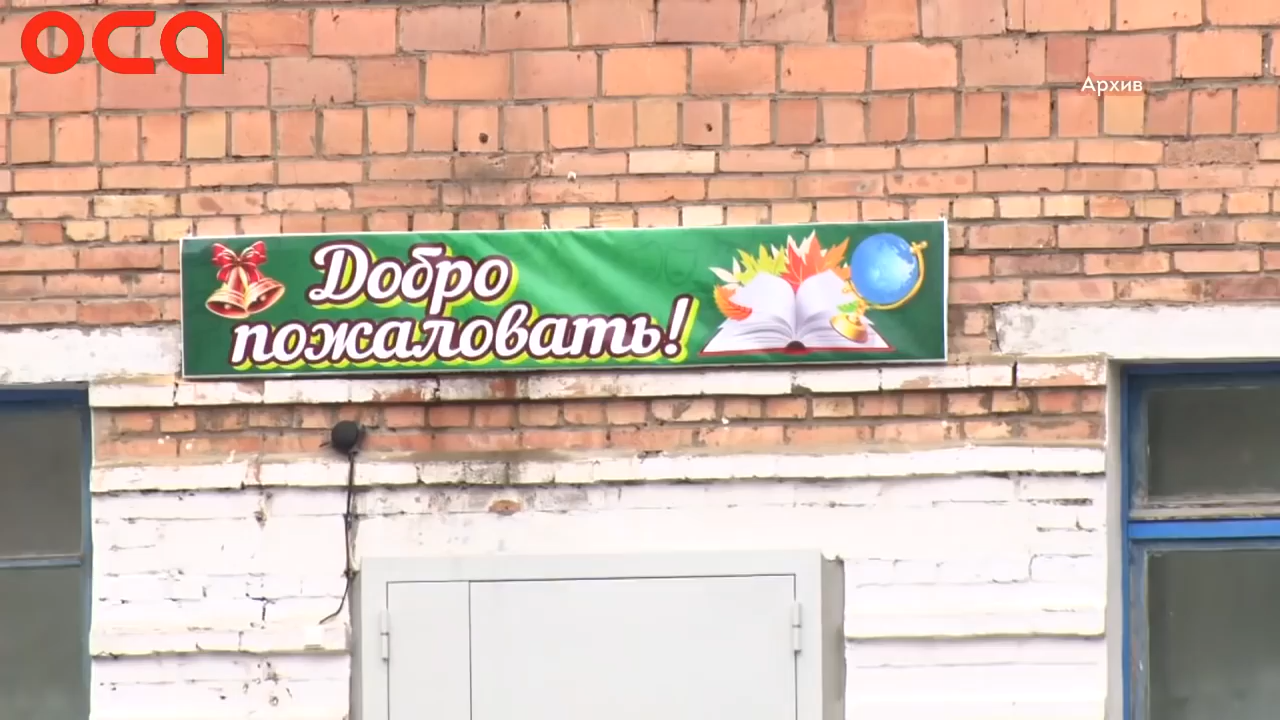 оса
Архив
Добро
пожаловать!